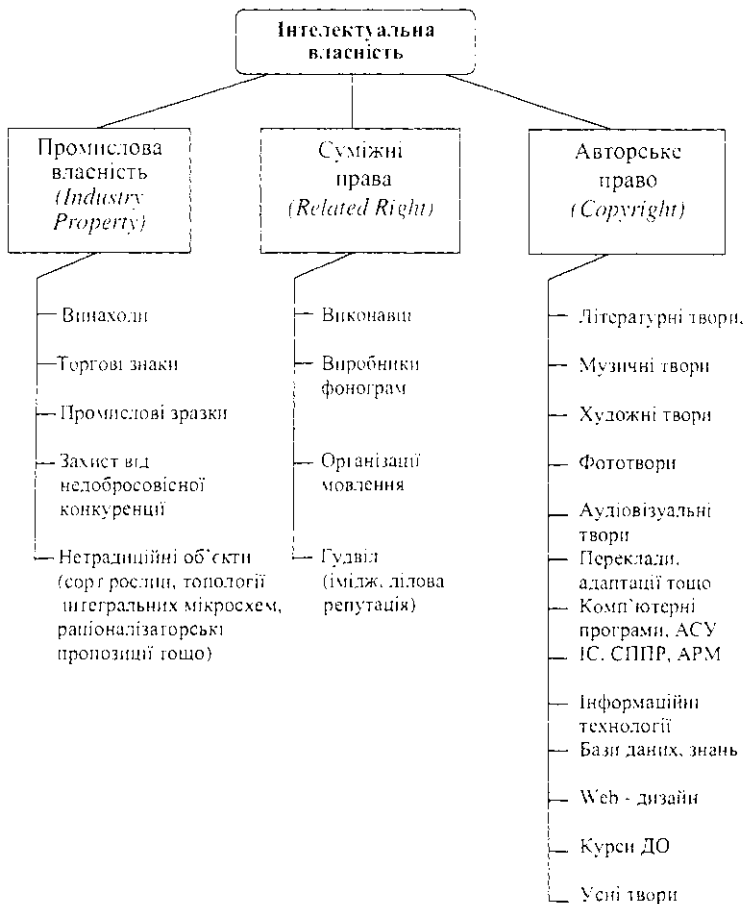 Інтелектуальна
власність
Промислова
власність
(Industry
Property)
Винаходи
Торгові знаки
Промислові зразки
Захист від
недобросовісної
конкуренції
Нетрадиційні об'єкти
(сорт рослин, топології
інтегральних мікросхем,
раціоналізаторські
пропозиції тощо)
Суміжні
права
(Related Right)
Виконавці
Виробники
фонограм
Організації
мовлення
Гудвіл
(імідж, ділова
репутація)
Авторське
право
(Copyright)
Літературні твори,
Музичні твори
Художні твори
Фототвори
Аудіовізуальні
твори
Переклади,
адаптації тощо
Комп'ютерні
програми, АСУ
ІС, СППР, АРМ
Інформаційні
технології
Бази даних, знань
Web - дизайн
Курси ДО
Усні твори